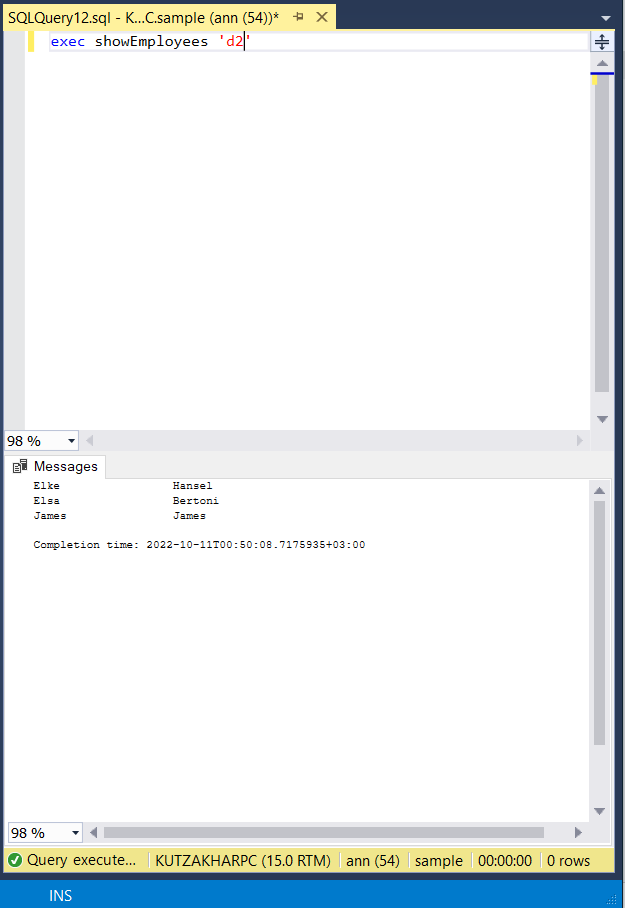 SQLQuery12.sql - K...C.sample (ann (54))*
exec showEmployees 'd2'
98 %
Messages
Elke Hansel
Elsa Bertoni
James James
Completion time: 2022-10-11T00:50:08.7175935+03:00
98 %
Query execute... KUTZAKHARPC (15.0 RTM) ann (54) sample 00:00:00 0 rows
INS